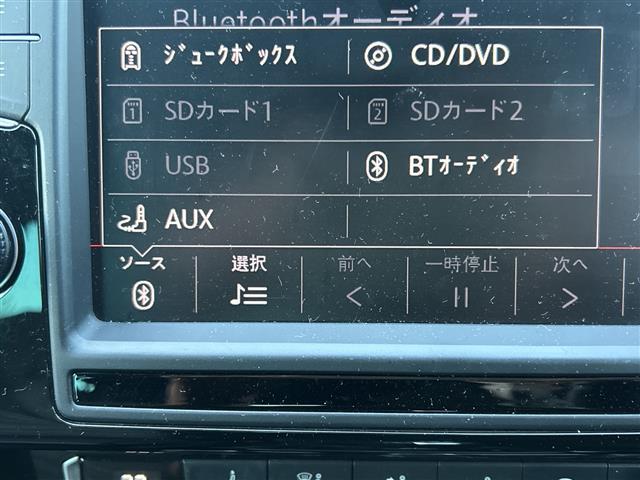 Bluetoothオーディオ
ジュークボックス CD/DVD
SDカード1 SDカード2
USB BTオーディオ
AUX
ソース 選択 前へ 一時停止 次へ